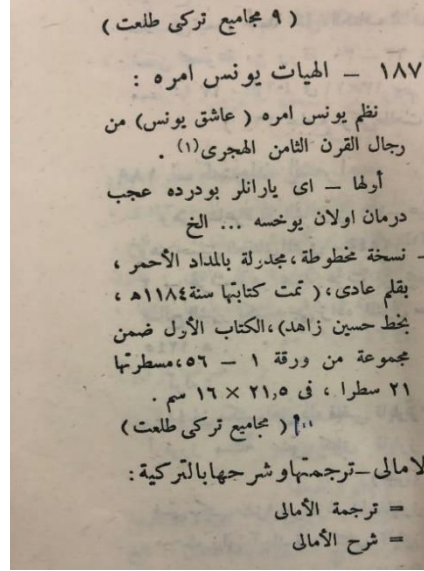 ( ٩ مجاميع تركى طلعت )
١٨٧ – الهيات يونس امره :
نظم يونس امره ( عاشق يونس ) من
رجال القرن الثامن الهجرى (١) .
أولها – اى يارانلر بودرده عجب
درمان اولان يوخسه ... الخ
– نسخة مخطوطة ، مجدرلة بالمداد الأحمر ،
بقلم عادى ، ( تمت كتابتها سنة ١١٨٤ھ ،
بخط حسين زاهد ) ، الكتاب الأول ضمن
مجموعة من ورقة ١ – ٥٦ ، مسطرتها
٢١ سطرا ، فى ٢١٫٥ × ١٦ سم .
( مجاميع تركى طلعت )
لامالى – ترجمتها و شرحها بالتركية :
= ترجمة الأمالى
= شرح الأمالى